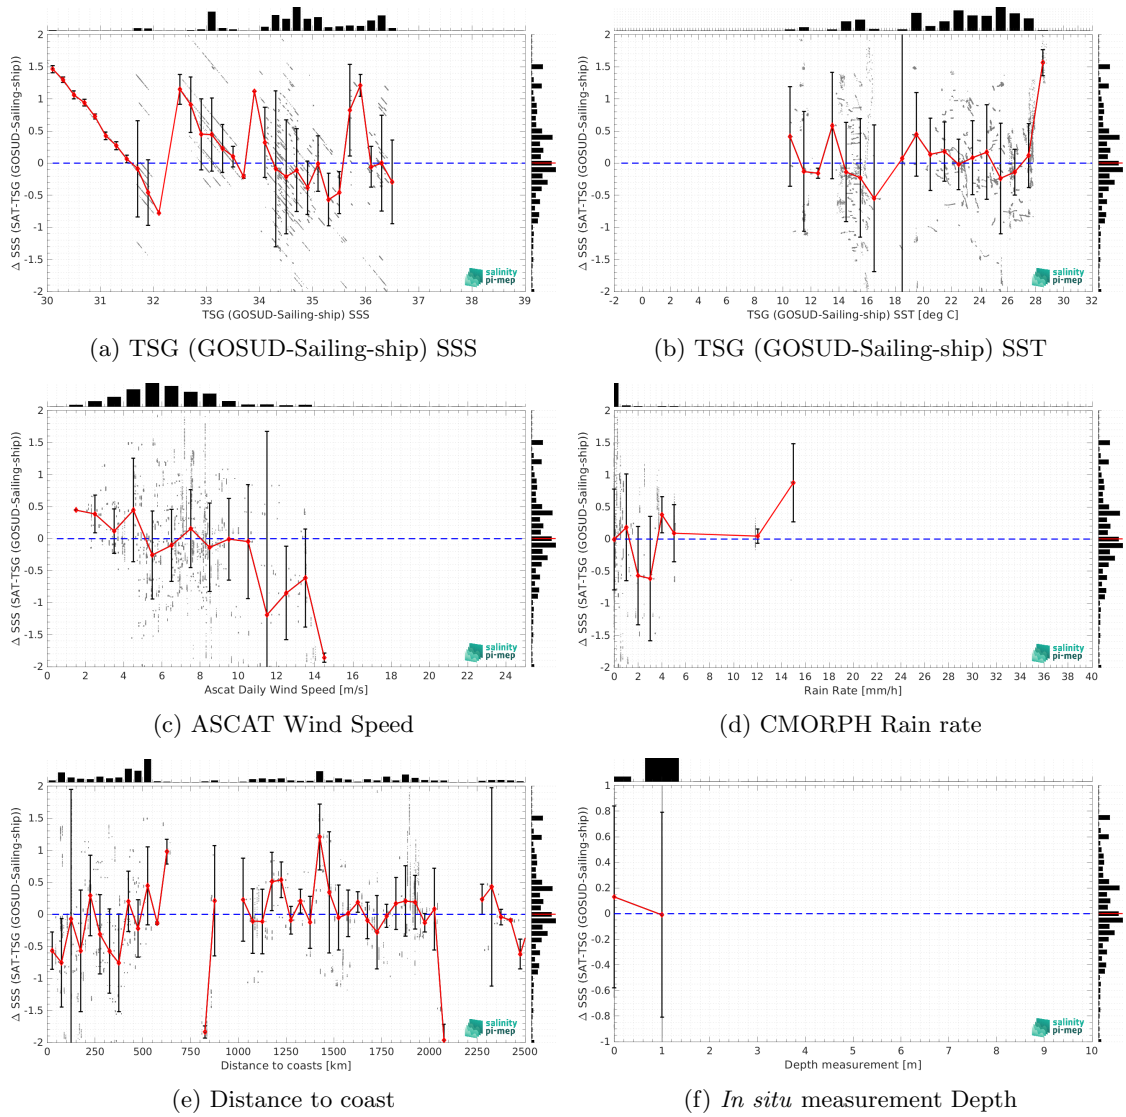 2
1.5
1
0.5
0
-0.5
-1
-1.5
-2
Δ SSS (SAT-TSG (GOSUD-Sailing-ship))
30 31 32 33 34 35 36 37 38 39
TSG (GOSUD-Sailing-ship) SSS
salinity
pi-mep
(a) TSG (GOSUD-Sailing-ship) SSS
2
1.5
1
0.5
0
-0.5
-1
-1.5
-2
Δ SSS (SAT-TSG (GOSUD-Sailing-ship))
-2 0 2 4 6 8 10 12 14 16 18 20 22 24 26 28 30 32
TSG (GOSUD-Sailing-ship) SST [deg C]
salinity
pi-mep
(b) TSG (GOSUD-Sailing-ship) SST
2
1.5
1
0.5
0
-0.5
-1
-1.5
-2
Δ SSS (SAT-TSG (GOSUD-Sailing-ship))
0 2 4 6 8 10 12 14 16 18 20 22 24
Ascat Daily Wind Speed [m/s]
salinity
pi-mep
(c) ASCAT Wind Speed
2
1.5
1
0.5
0
-0.5
-1
-1.5
-2
Δ SSS (SAT-TSG (GOSUD-Sailing-ship))
0 2 4 6 8 10 12 14 16 18 20 22 24 26 28 30 32 34 36 38 40
Rain Rate [mm/h]
salinity
pi-mep
(d) CMORPH Rain rate
2
1.5
1
0.5
0
-0.5
-1
-1.5
-2
Δ SSS (SAT-TSG (GOSUD-Sailing-ship))
0 250 500 750 1000 1250 1500 1750 2000 2250 2500
Distance to coasts [km]
salinity
pi-mep
(e) Distance to coast
1
0.8
0.6
0.4
0.2
0
-0.2
-0.4
-0.6
-0.8
-1
Δ SSS (SAT-TSG (GOSUD-Sailing-ship))
0 1 2 3 4 5 6 7 8 9 10
Depth measurement [m]
salinity
pi-mep
(f) In situ measurement Depth